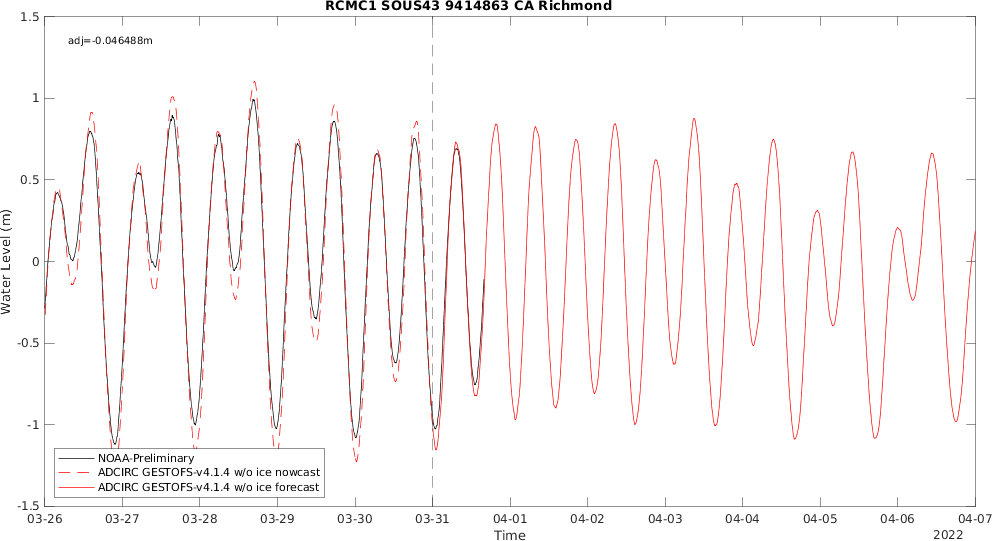 RCMC1 SOUS43 9414863 CA Richmond
adj=-0.046488m
1.5
1
0.5
0
-0.5
-1
-1.5
Water Level (m)
NOAA-Preliminary
ADCIRC GESTOFS-v4.1.4 w/o ice nowcast
ADCIRC GESTOFS-v4.1.4 w/o ice forecast
03-26 03-27 03-28 03-29 03-30 03-31 04-01 04-02 04-03 04-04 04-05 04-06 04-07
Time
2022